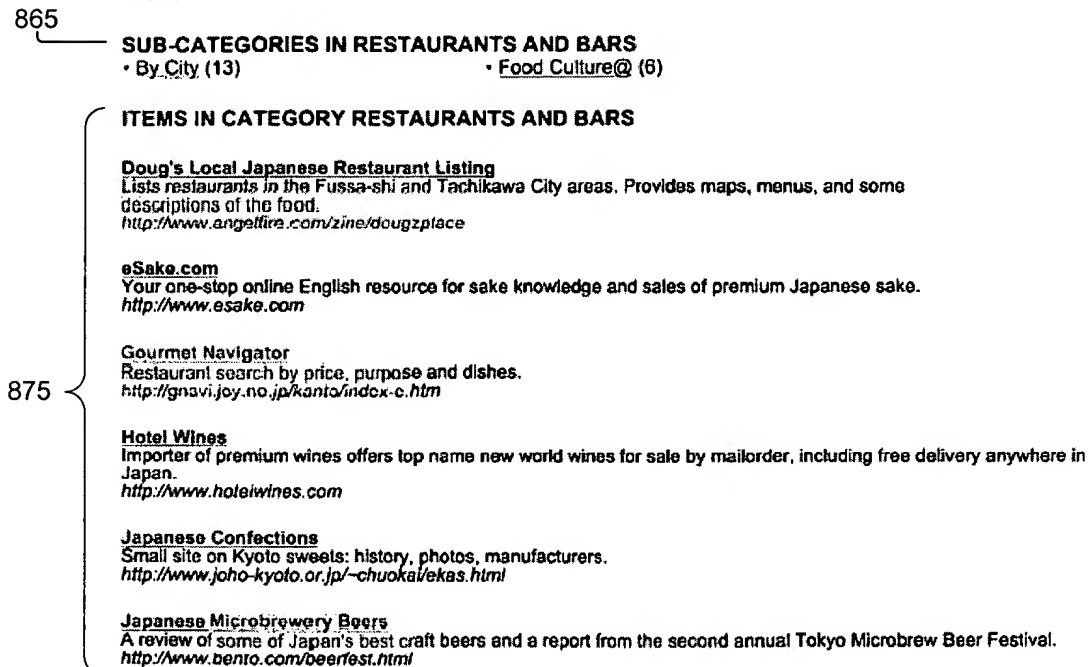 865
SUB-CATEGORIES IN RESTAURANTS AND BARS
• By City (13) • Food Culture@ (6)
ITEMS IN CATEGORY RESTAURANTS AND BARS
Doug's Local Japanese Restaurant Listing
Lists restaurants in the Fussa-shi and Tachikawa City areas. Provides maps, menus, and some
descriptions of the food.
http://www.angelfire.com/zine/dougzplace
eSake.com
Your one-stop online English resource for sake knowledge and sales of premium Japanese sake.
http://www.esake.com
Gourmet Navigator
Restaurant search by price, purpose and dishes.
http://gnavi.joy.no.jp/kanto/index-e.htm
875
Hotel Wines
Importer of premium wines offers top name new world wines for sale by mailorder, including free delivery anywhere in
Japan.
http://www.hotelwines.com
Japanese Confections
Small site on Kyoto sweets: history, photos, manufacturers.
http://www.joho-kyoto.or.jp/~chuokai/ekas.html
Japanese Microbrewery Beers
A review of some of Japan's best craft beers and a report from the second annual Tokyo Microbrew Beer Festival.
http://www.bento.com/beerfest.html